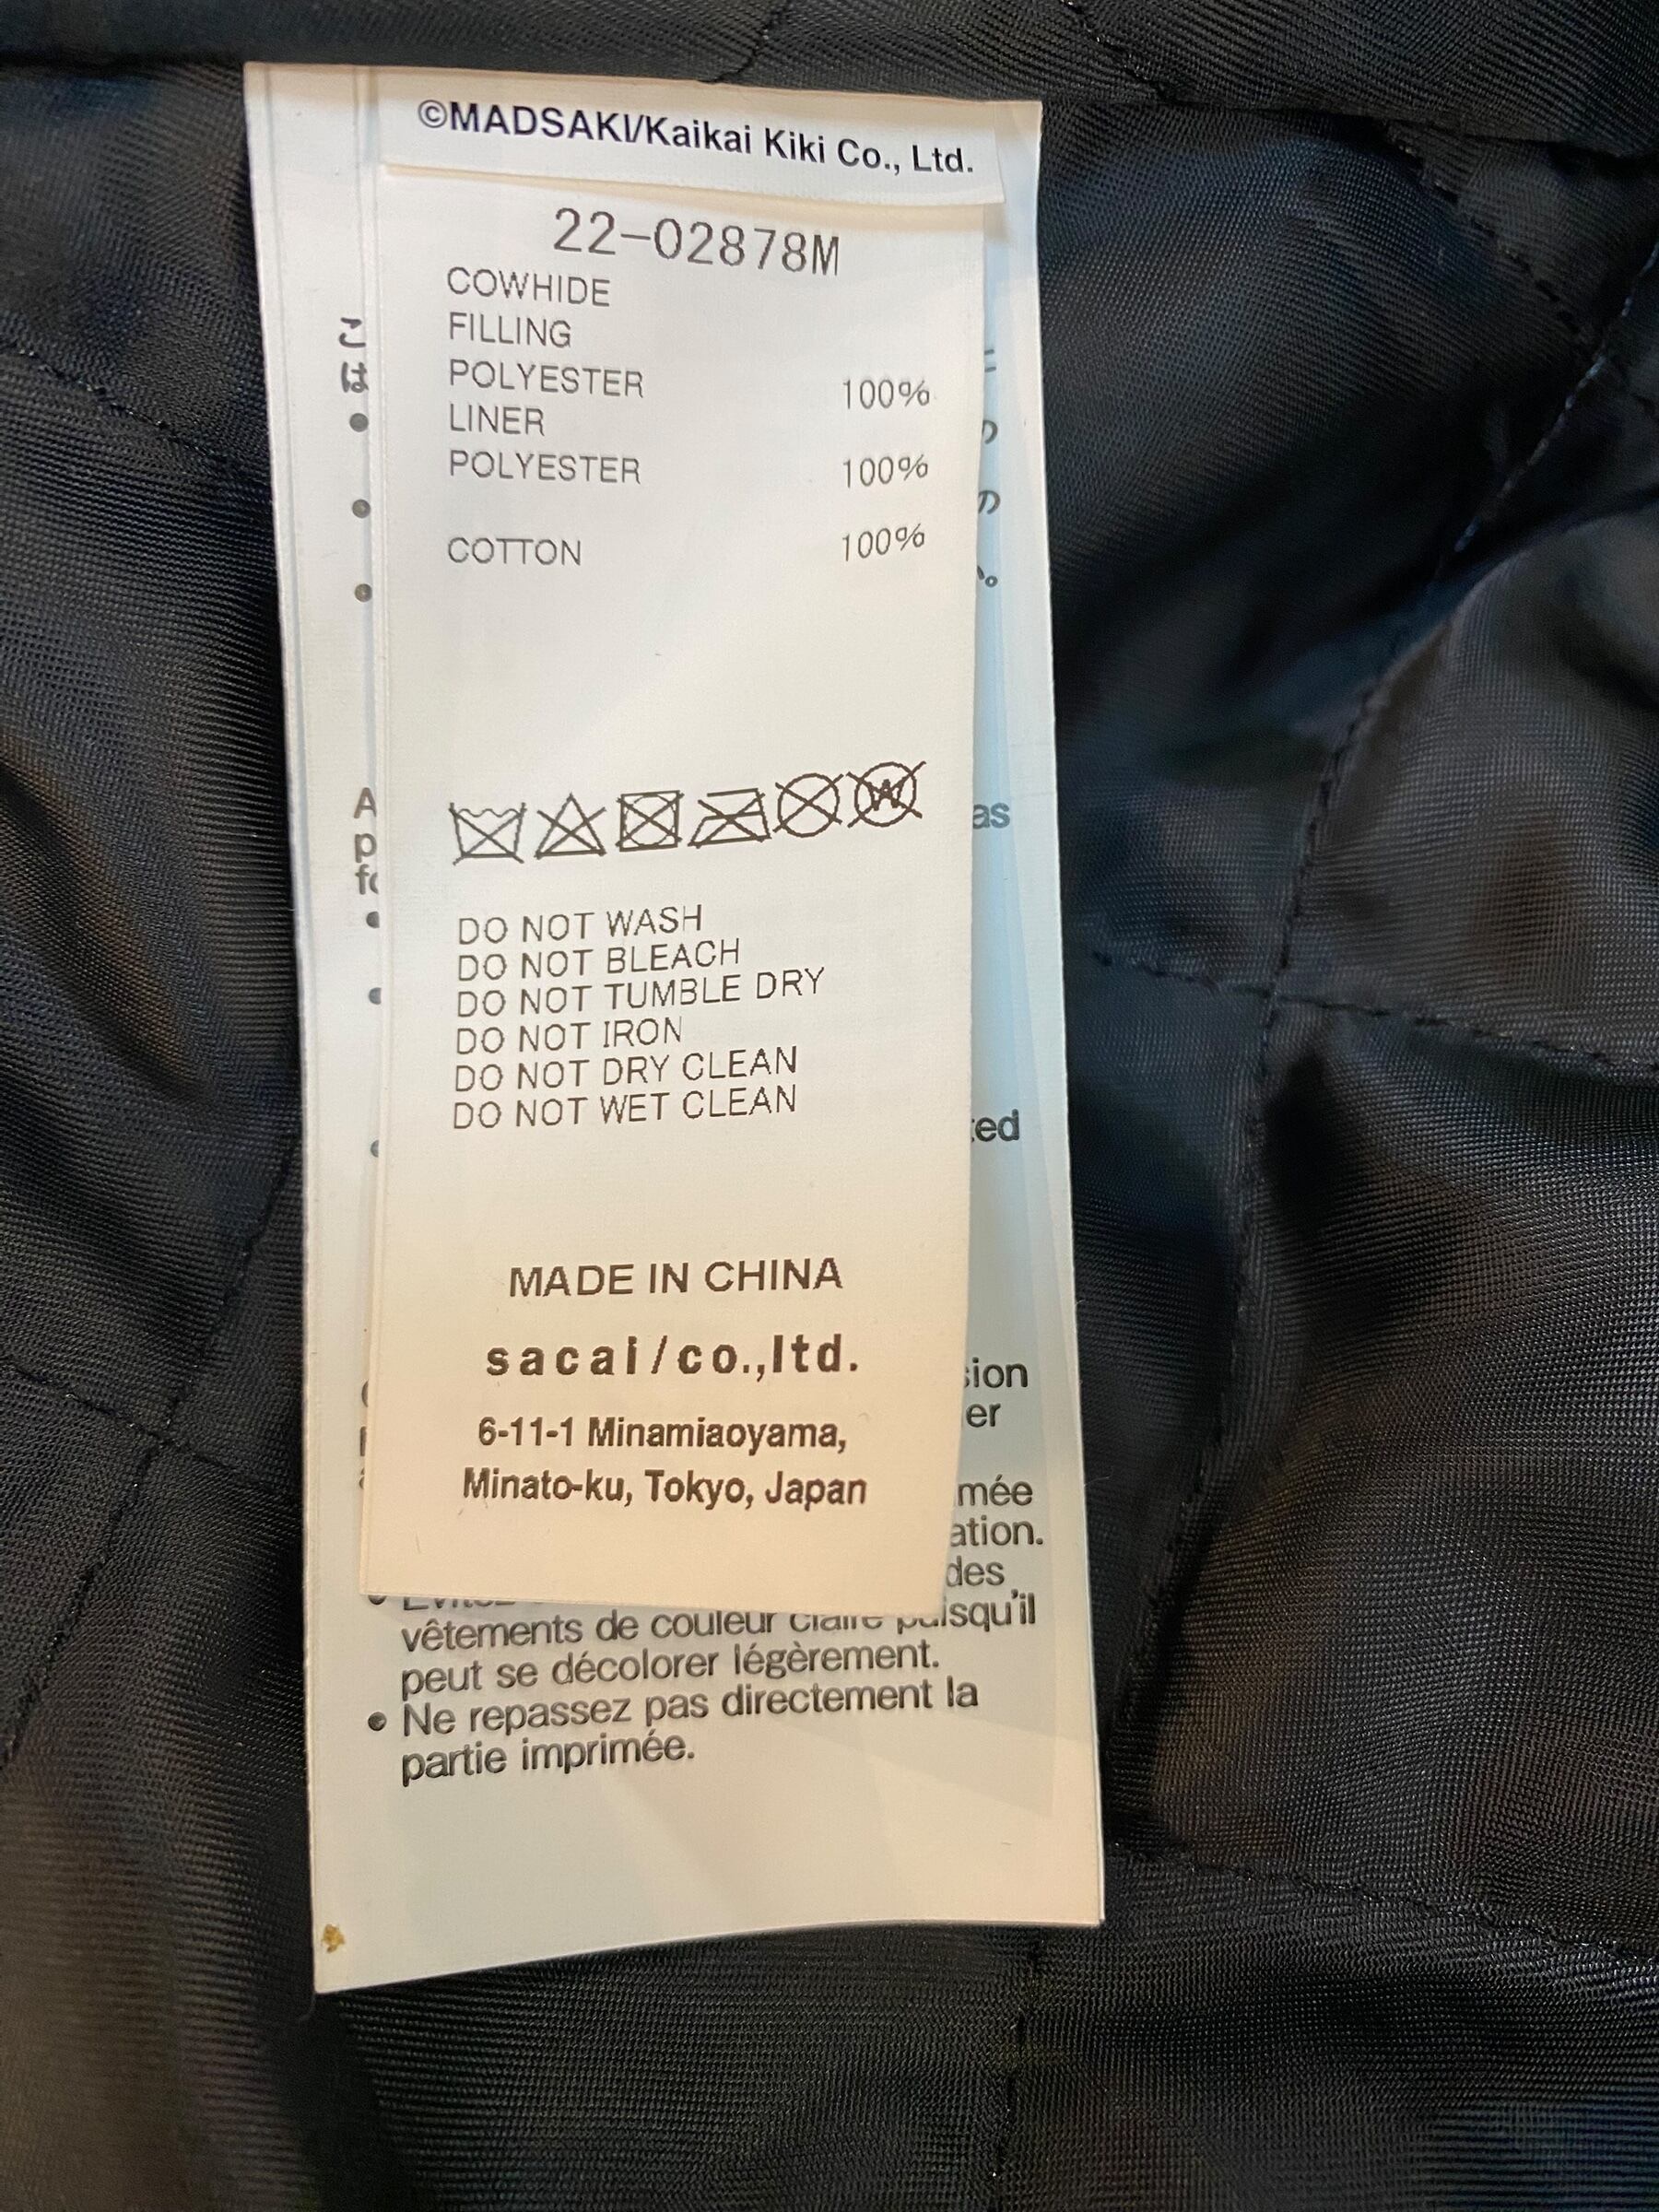 ©MADSAKI/Kaikai Kiki Co., Ltd.
22-02878M
COWHIDE
FILLING
POLYESTER 100%
LINER
POLYESTER 100%
COTTON 100%
DO NOT WASH
DO NOT BLEACH
DO NOT TUMBLE DRY
DO NOT IRON
DO NOT DRY CLEAN
DO NOT WET CLEAN
MADE IN CHINA
sacai/co.,ltd.
6-11-1 Minamiaoyama,
Minato-ku, Tokyo, Japan
des
vêtements de couleur claire puisqu'il
peut se décolorer légèrement.
• Ne repassez pas directement la
partie imprimée.